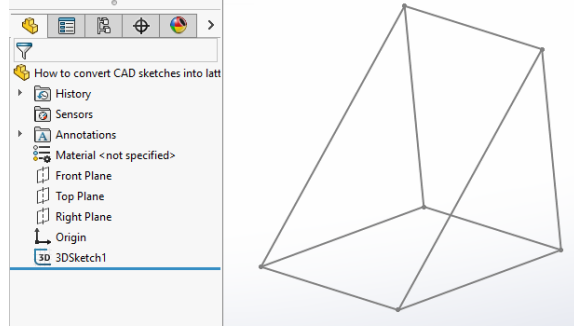 How to convert CAD sketches into latt
History
Sensors
A Annotations
Material <not specified>
Front Plane
Top Plane
Right Plane
Origin
3D 3DSketch1